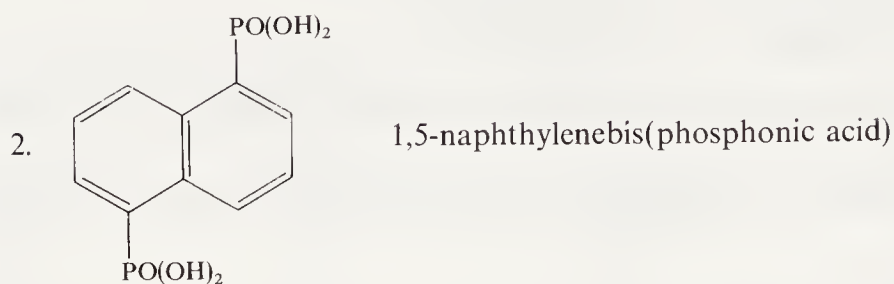 PO(OH)₂
2.
1,5-naphthylenebis(phosphonic acid)
PO(OH)₂